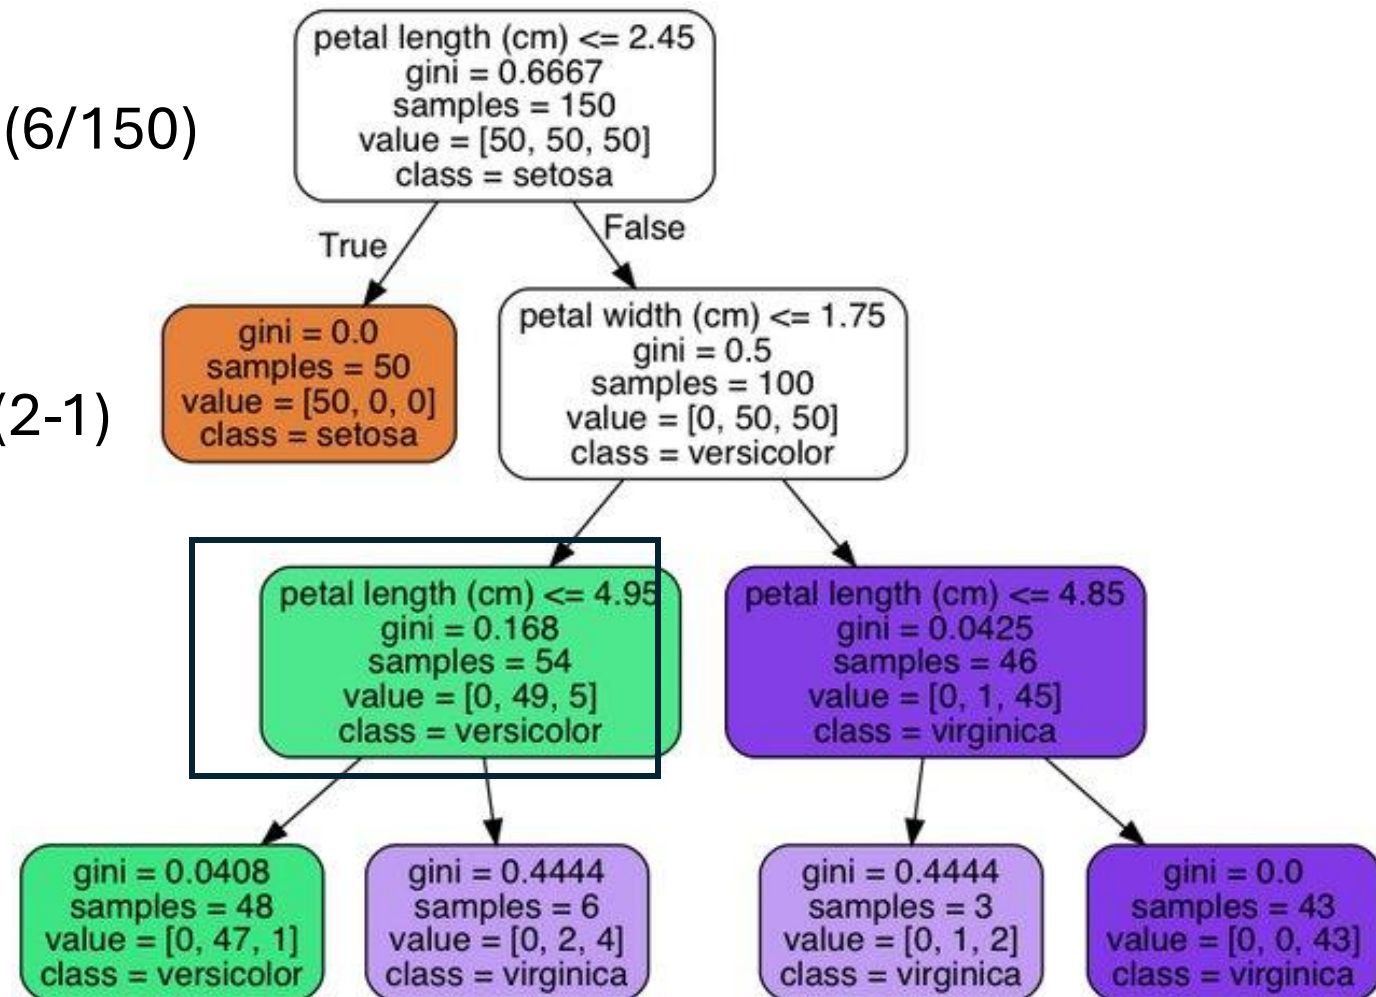 petal length (cm) <= 2.45
gini = 0.6667
samples = 150
value = [50, 50, 50]
class = setosa
(6/150)
True
False
gini = 0.0
samples = 50
value = [50, 0, 0]
class = setosa
(2-1)
petal width (cm) <= 1.75
gini = 0.5
samples = 100
value = [0, 50, 50]
class = versicolor
petal length (cm) <= 4.95
gini = 0.168
samples = 54
value = [0, 49, 5]
class = versicolor
petal length (cm) <= 4.85
gini = 0.0425
samples = 46
value = [0, 1, 45]
class = virginica
gini = 0.0408
samples = 48
value = [0, 47, 1]
class = versicolor
gini = 0.4444
samples = 6
value = [0, 2, 4]
class = virginica
gini = 0.4444
samples = 3
value = [0, 1, 2]
class = virginica
gini = 0.0
samples = 43
value = [0, 0, 43]
class = virginica